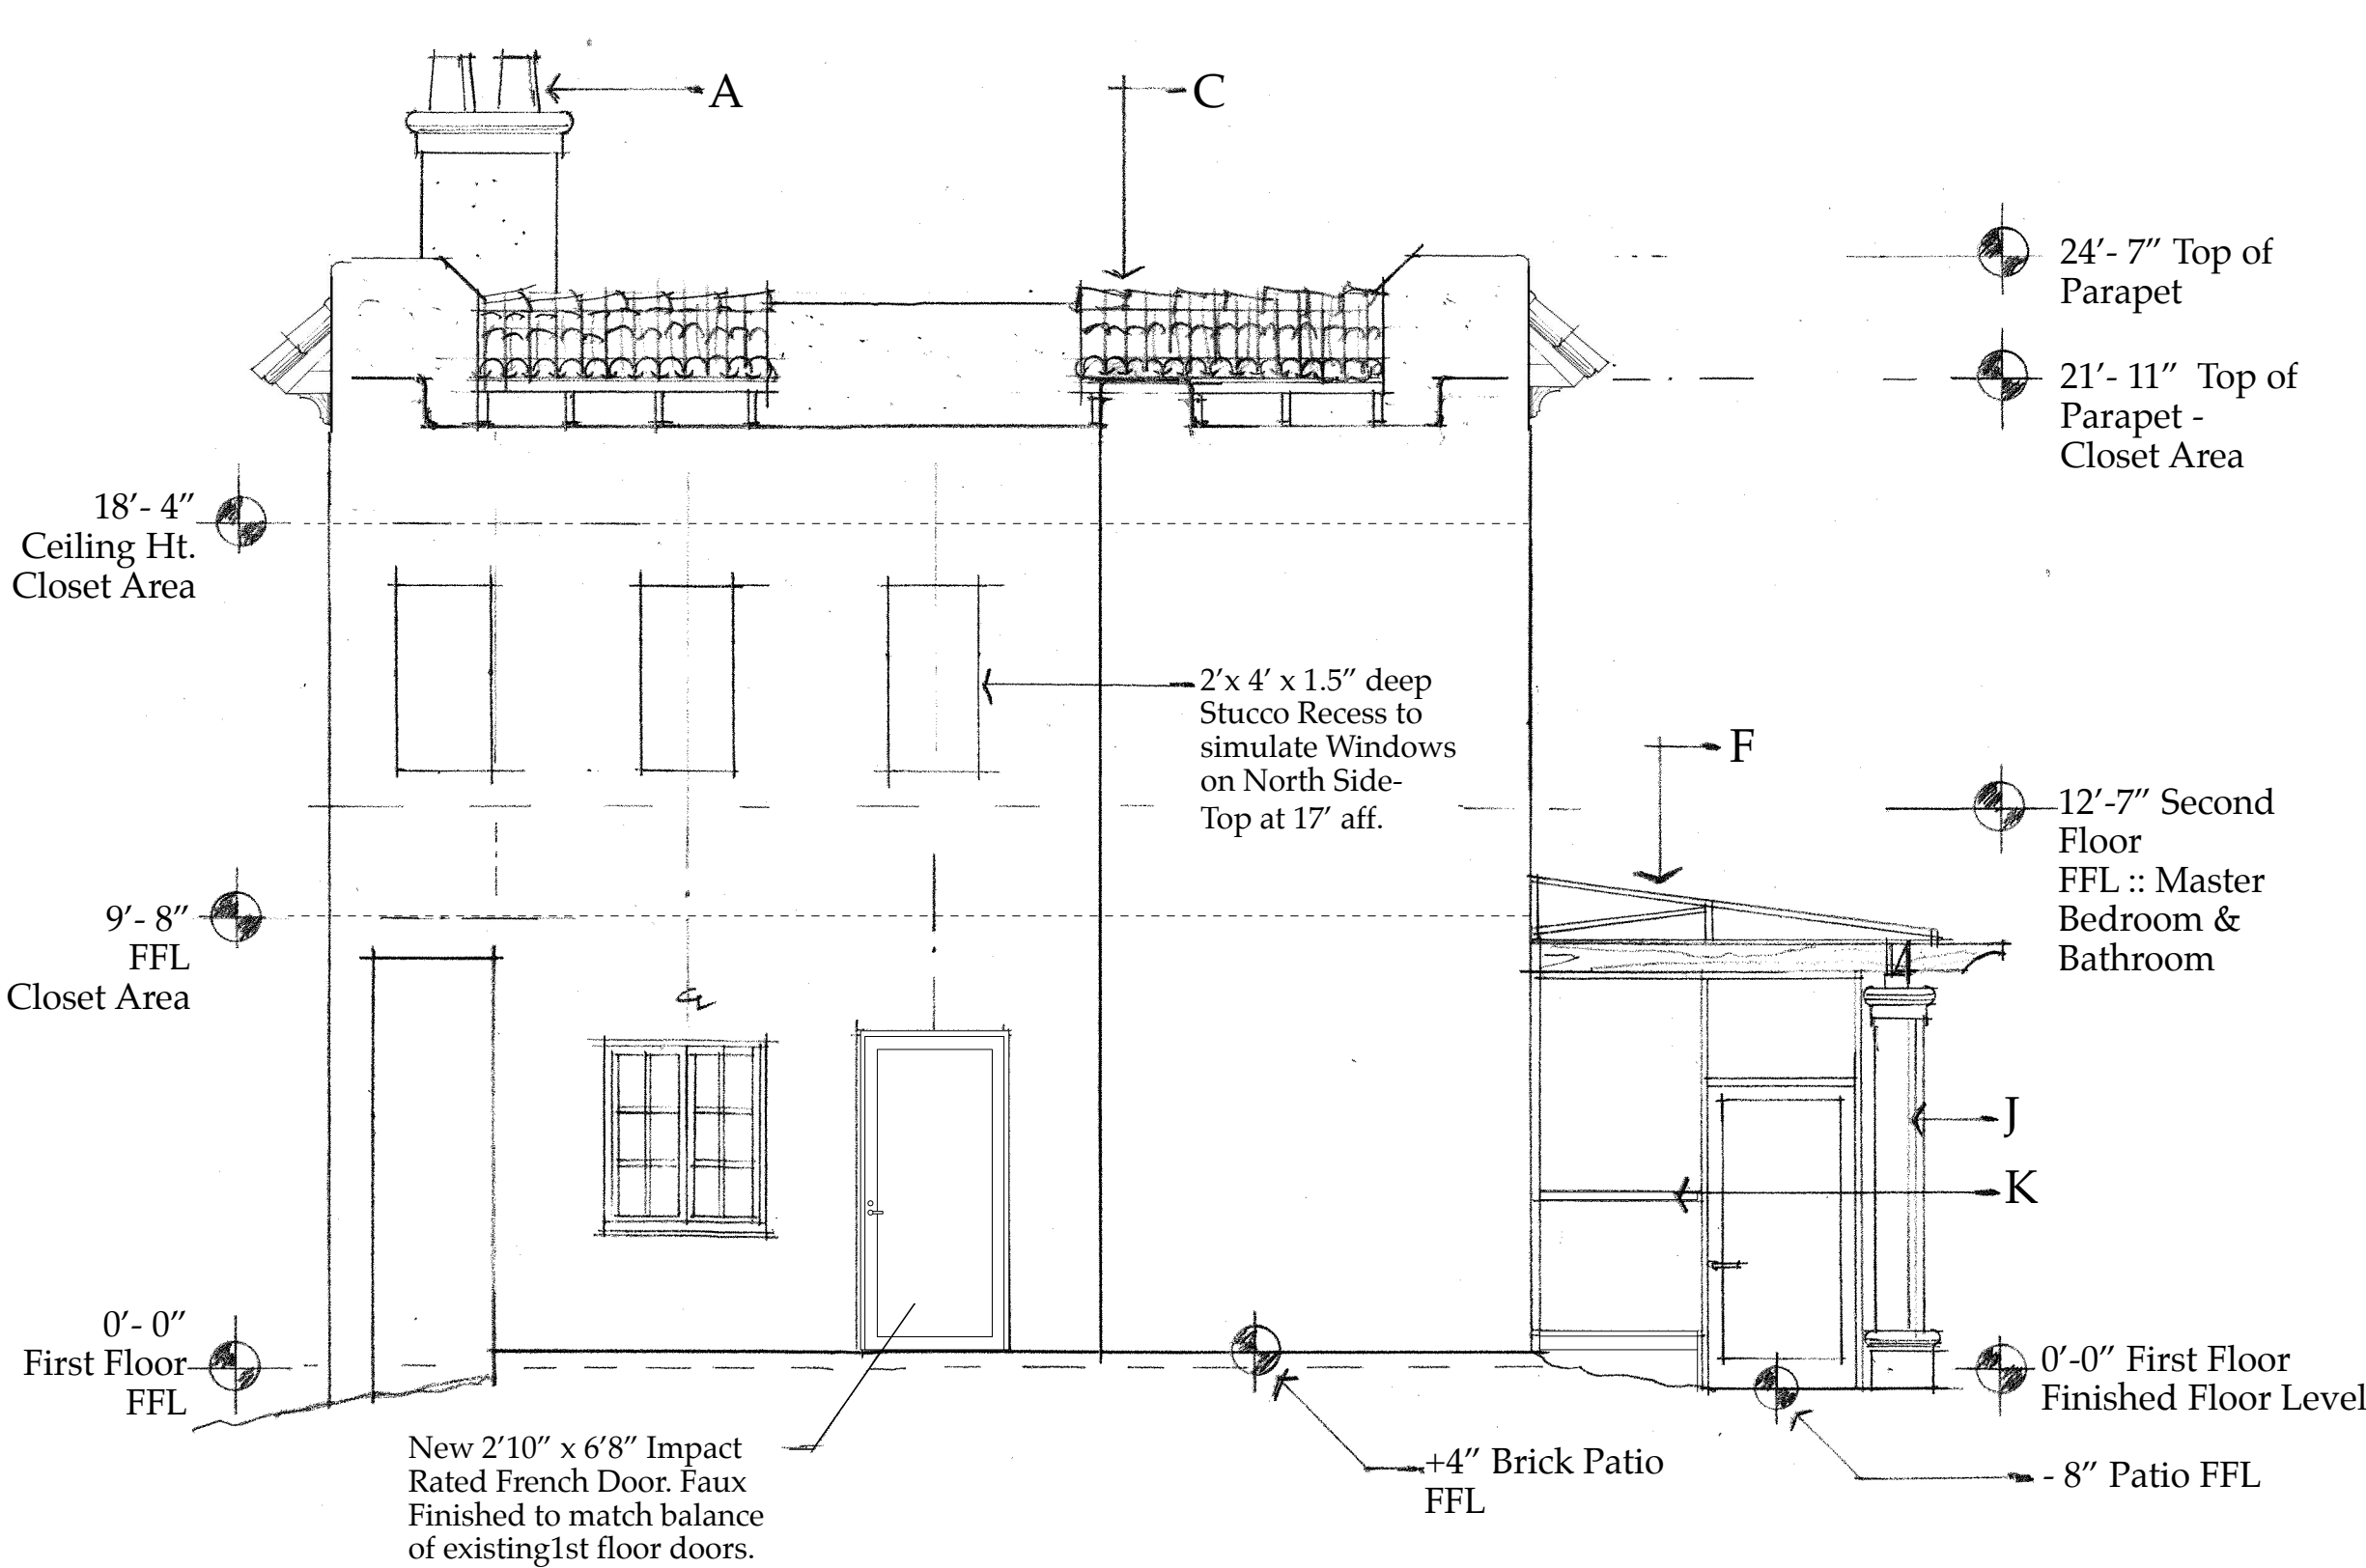 A
C
24′- 7″ Top of
Parapet
21′- 11″ Top of
Parapet -
Closet Area
18′- 4″
Ceiling Ht.
Closet Area
2′x 4′ x 1.5″ deep
Stucco Recess to
simulate Windows
on North Side-
Top at 17′ aff.
F
12′-7″ Second
Floor
FFL :: Master
Bedroom &
Bathroom
9′- 8″
FFL
Closet Area
CL
J
K
0′- 0″
First Floor
FFL
0′-0″ First Floor
Finished Floor Level
New 2′10″ x 6′8″ Impact
Rated French Door. Faux
Finished to match balance
of existing1st floor doors.
+4″ Brick Patio
FFL
- 8″ Patio FFL